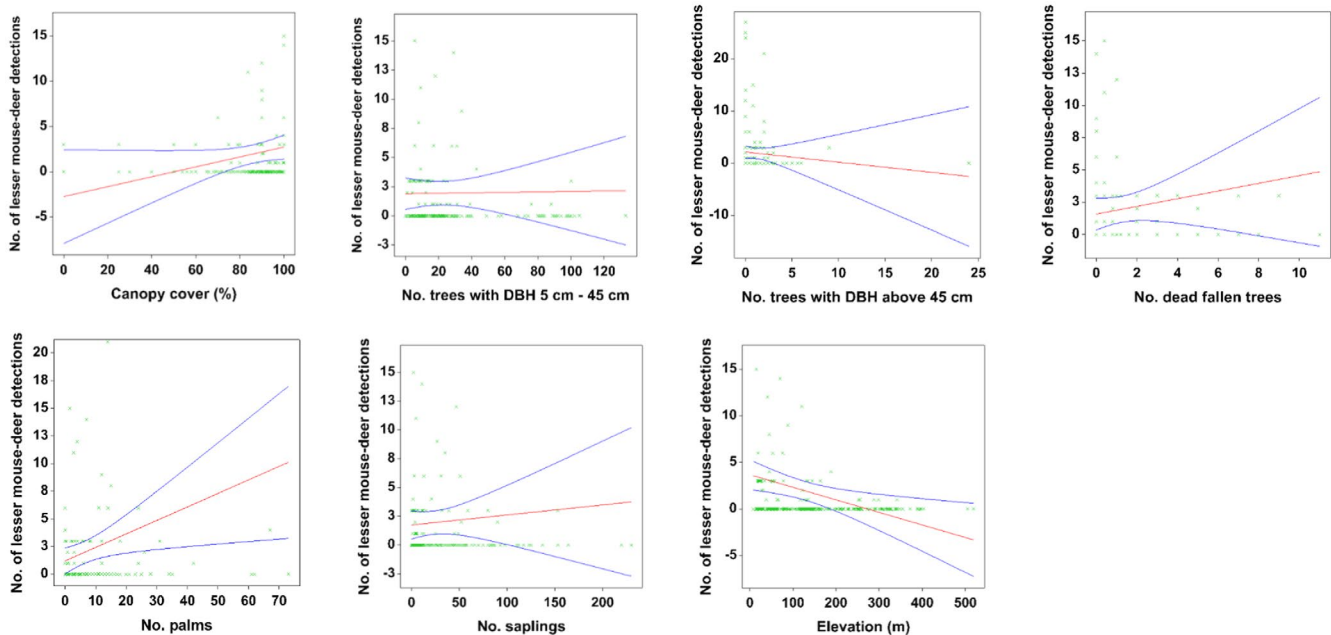 No. of lesser mouse-deer detections
15
10
5
0
-5
0 20 40 60 80 100
Canopy cover (%)
No. of lesser mouse-deer detections
15
13
10
8
5
3
0
-3
0 20 40 60 80 100 120
No. trees with DBH 5 cm - 45 cm
No. of lesser mouse-deer detections
20
10
0
-10
0 5 10 15 20 25
No. trees with DBH above 45 cm
No. of lesser mouse-deer detections
15
13
10
8
5
3
0
0 2 4 6 8 10
No. dead fallen trees
No. of lesser mouse-deer detections
20
18
15
13
10
8
5
3
0
0 10 20 30 40 50 60 70
No. palms
No. of lesser mouse-deer detections
15
13
10
8
5
3
0
-3
0 50 100 150 200
No. saplings
No. of lesser mouse-deer detections
15
10
5
0
-5
0 100 200 300 400 500
Elevation (m)